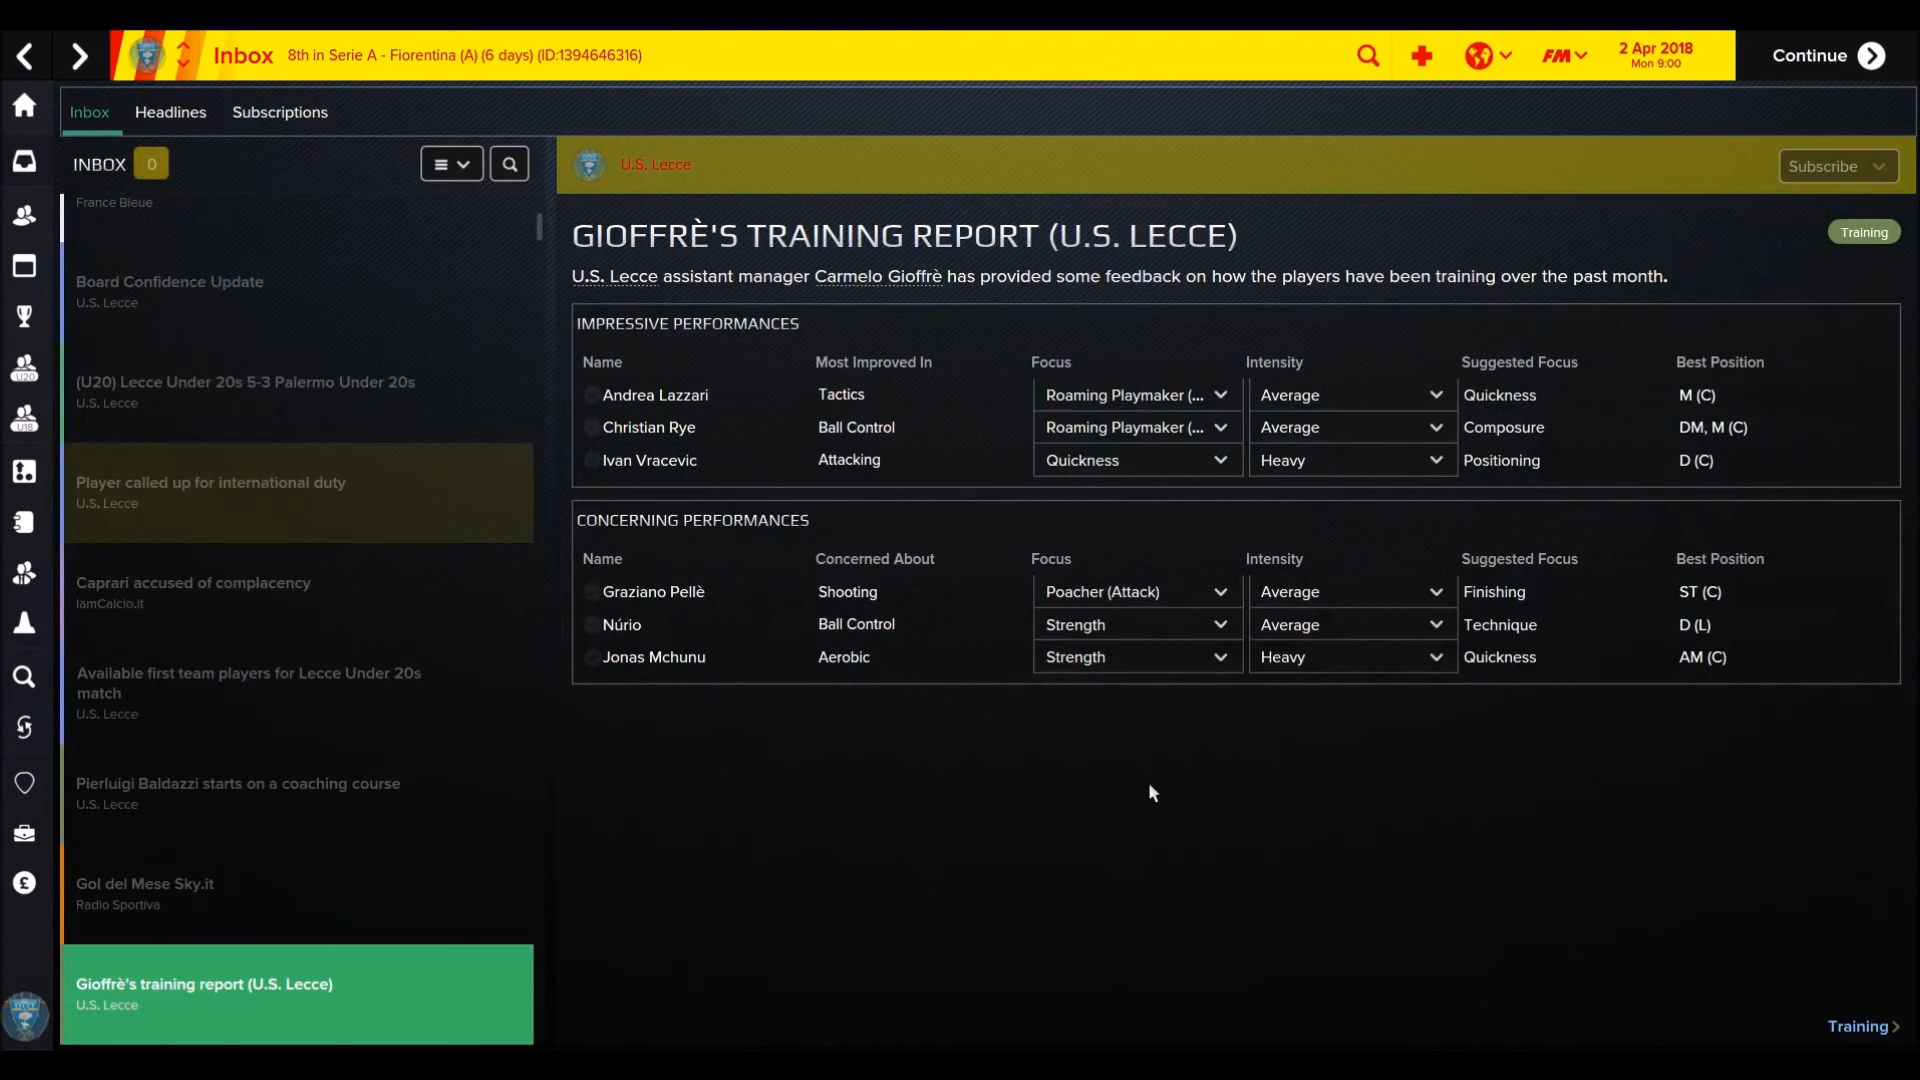 Inbox 8th in Serie A - Fiorentina (A) (6 days) (ID:1394646316) FM 2 Apr 2018 Continue
Mon 9:00
Inbox Headlines Subscriptions
INBOX 0
France Bleue
Board Confidence Update
U.S. Lecce
(U20) Lecce Under 20s 5-3 Palermo Under 20s
U.S. Lecce
Player called up for international duty
U.S. Lecce
Caprari accused of complacency
IamCalcio.it
Available first team players for Lecce Under 20s
match
U.S. Lecce
Pierluigi Baldazzi starts on a coaching course
U.S. Lecce
Gol del Mese Sky.it
Radio Sportiva
Gioffrè's training report (U.S. Lecce)
U.S. Lecce
U20
U18
U.S. Lecce Subscribe
GIOFFRÈ'S TRAINING REPORT (U.S. LECCE) Training
U.S. Lecce assistant manager Carmelo Gioffrè has provided some feedback on how the players have been training over the past month.
IMPRESSIVE PERFORMANCES
Name Most Improved In Focus Intensity Suggested Focus Best Position
Andrea Lazzari Tactics Roaming Playmaker (... Average Quickness M (C)
Christian Rye Ball Control Roaming Playmaker (... Average Composure DM, M (C)
Ivan Vracevic Attacking Quickness Heavy Positioning D (C)
CONCERNING PERFORMANCES
Name Concerned About Focus Intensity Suggested Focus Best Position
Graziano Pellè Shooting Poacher (Attack) Average Finishing ST (C)
Núrio Ball Control Strength Average Technique D (L)
Jonas Mchunu Aerobic Strength Heavy Quickness AM (C)
Training